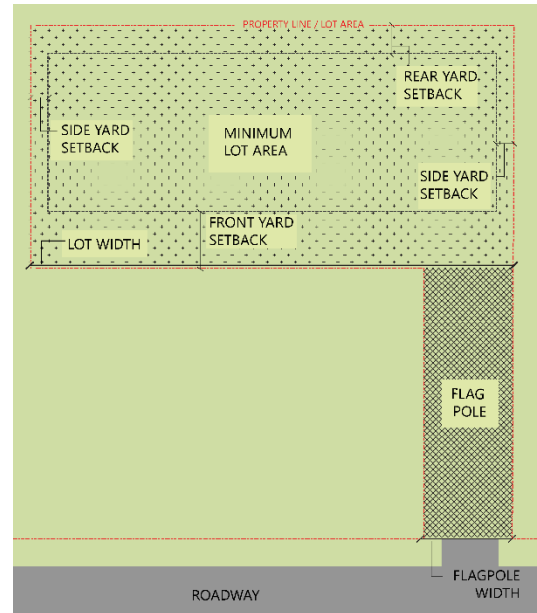 PROPERTY LINE / LOT AREA
REAR YARD
SETBACK
SIDE YARD
SETBACK
MINIMUM
LOT AREA
SIDE YARD
SETBACK
FRONT YARD
SETBACK
LOT WIDTH
FLAG
POLE
FLAGPOLE
WIDTH
ROADWAY